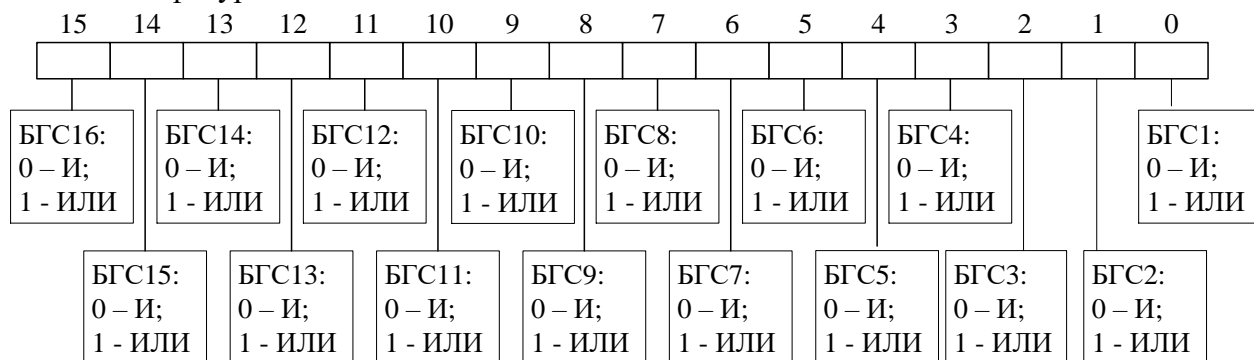 15 14 13 12 11 10 9 8 7 6 5 4 3 2 1 0
БГС16:
0 – И;
1 - ИЛИ
БГС14:
0 – И;
1 - ИЛИ
БГС12:
0 – И;
1 - ИЛИ
БГС10:
0 – И;
1 - ИЛИ
БГС8:
0 – И;
1 - ИЛИ
БГС6:
0 – И;
1 - ИЛИ
БГС4:
0 – И;
1 - ИЛИ
БГС1:
0 – И;
1 - ИЛИ
БГС15:
0 – И;
1 - ИЛИ
БГС13:
0 – И;
1 - ИЛИ
БГС11:
0 – И;
1 - ИЛИ
БГС9:
0 – И;
1 - ИЛИ
БГС7:
0 – И;
1 - ИЛИ
БГС5:
0 – И;
1 - ИЛИ
БГС3:
0 – И;
1 - ИЛИ
БГС2:
0 – И;
1 - ИЛИ